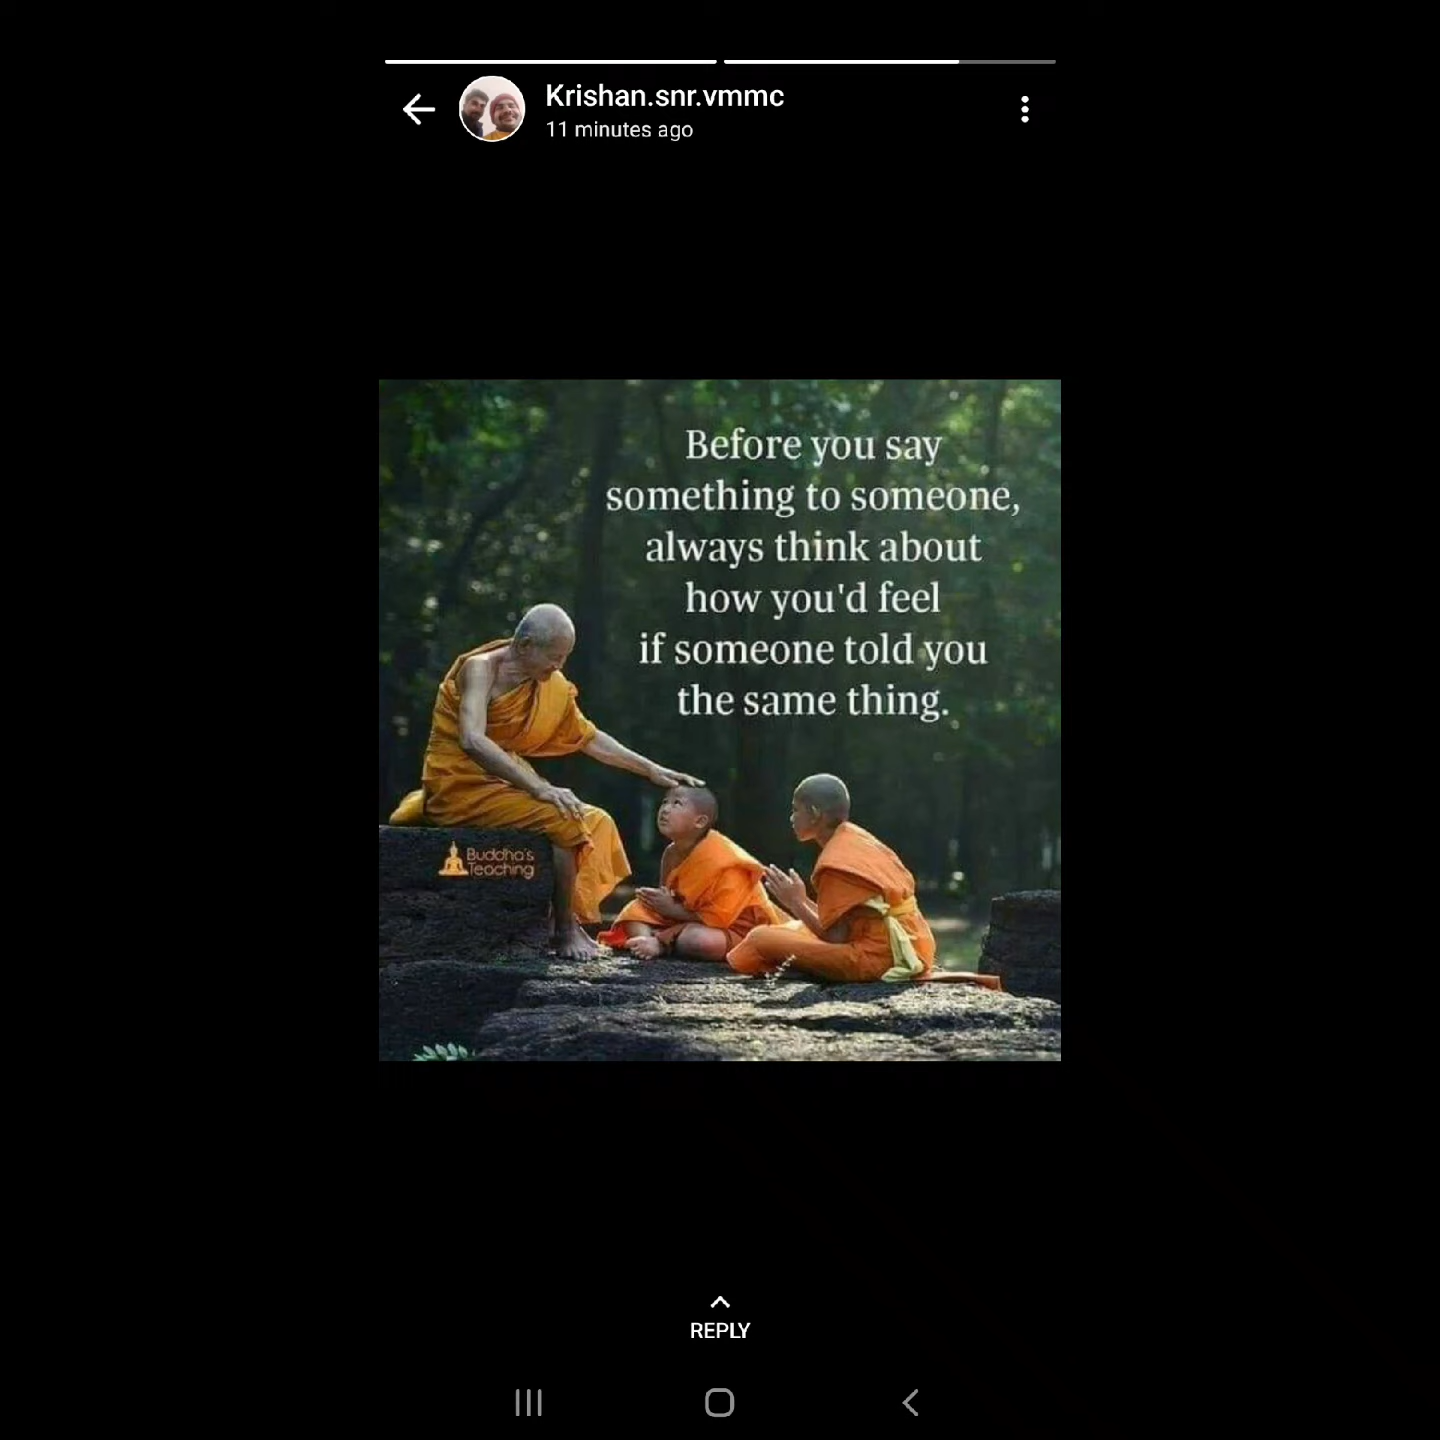 Krishan.snr.vmmc
11 minutes ago
Before you say
something to someone,
always think about
how you'd feel
if someone told you
the same thing.
Buddha's
Teaching
REPLY